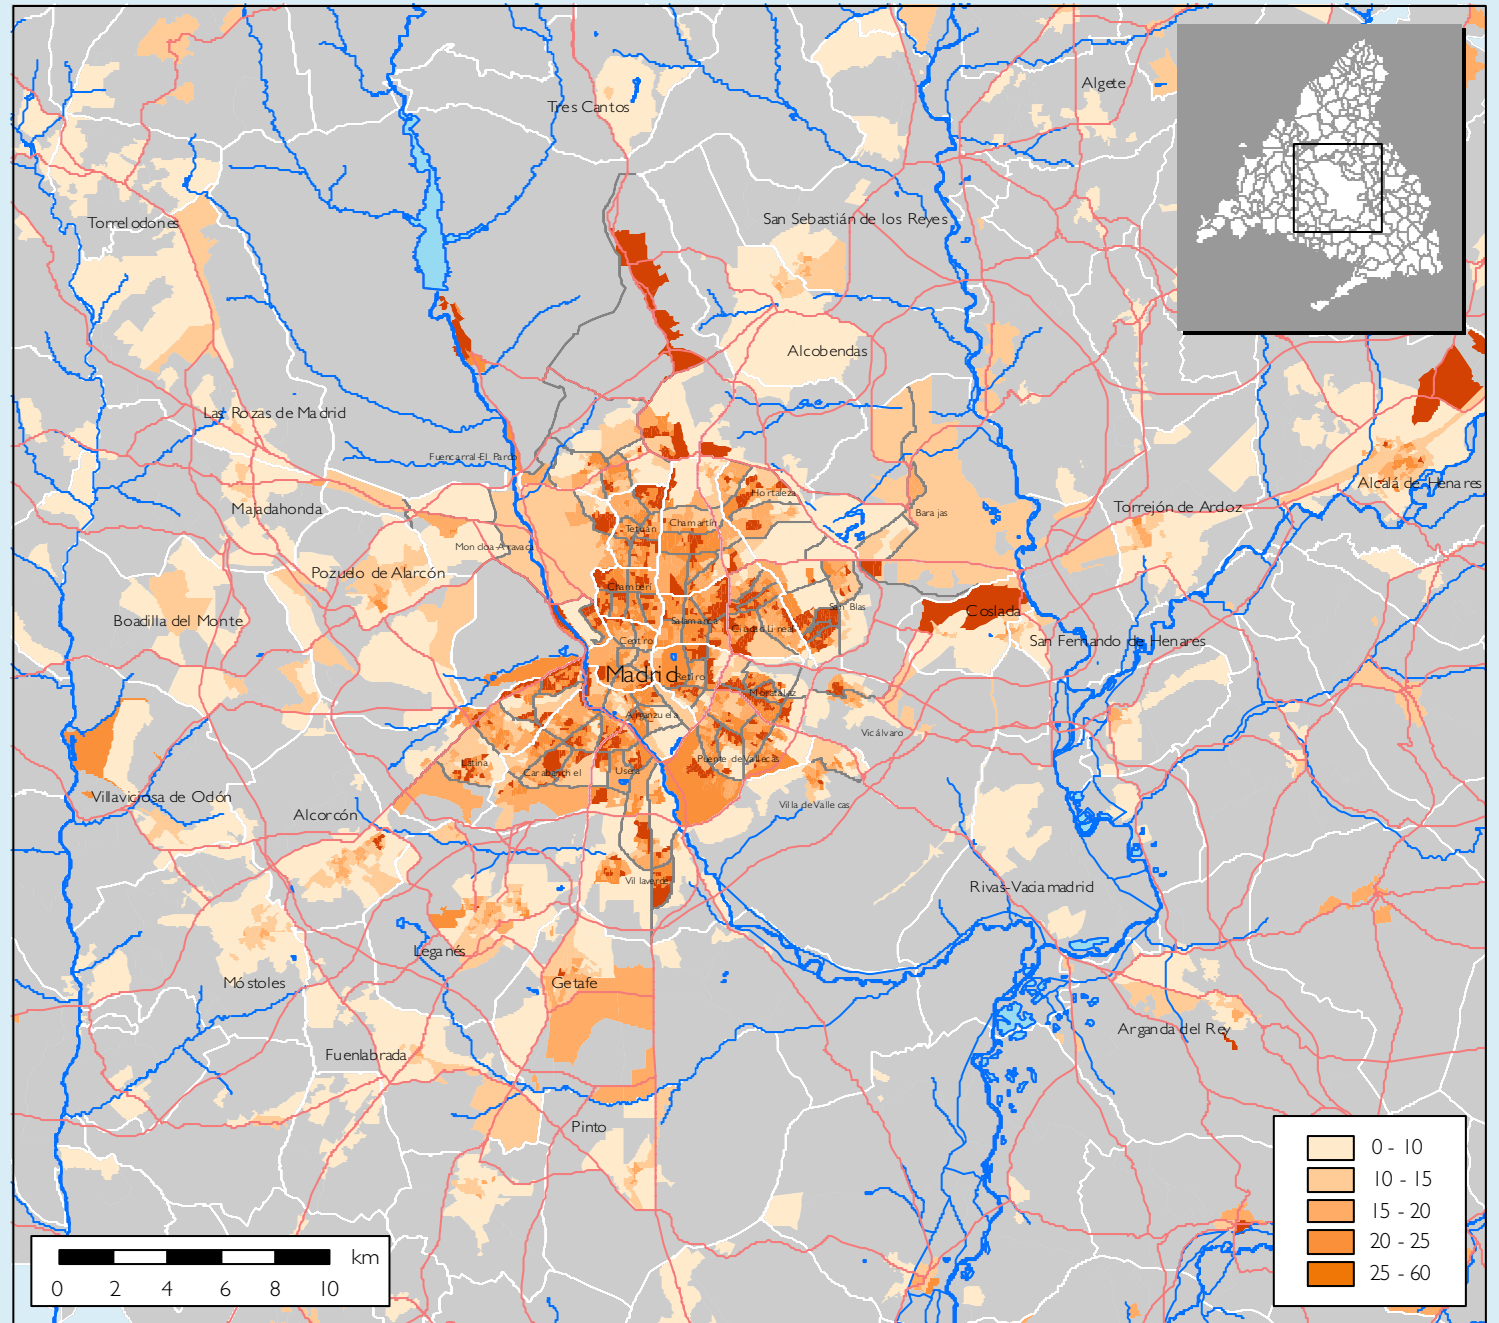 Algete
Tres Cantos
Torrelodones
San Sebastián de los Reyes
Alcobendas
Las Rozas de Madrid
Fuencarral-El Pardo
Alcalá de Henares
Hortaleza
Majadahonda
Barajas
Torrejón de Ardoz
Tetuán
Chamartín
Moncloa-Aravaca
Pozuelo de Alarcón
Chamberí
San Blas
Coslada
Boadilla del Monte
Salamanca
Ciudad Lineal
Centro
San Fernando de Henares
Madrid
Retiro
Moratalaz
Arganzuela
Vicálvaro
Latina
Carabanchel
Usera
Puente de Vallecas
Villaviciosa de Odón
Villa de Vallecas
Alcorcón
Villaverde
Rivas-Vaciamadrid
Leganés
Móstoles
Getafe
Arganda del Rey
Fuenlabrada
Pinto
0 - 10
10 - 15
15 - 20
20 - 25
25 - 60
km
0 2 4 6 8 10